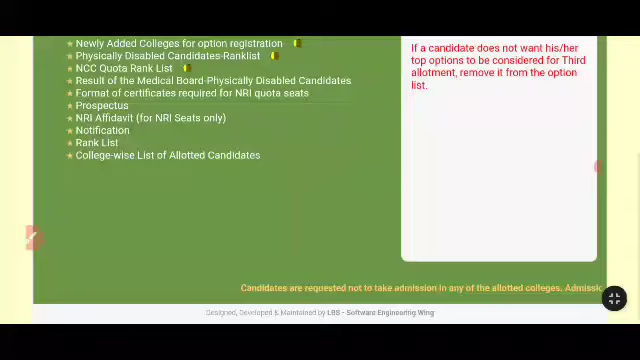 Newly Added Colleges for option registration
Physically Disabled Candidates-Ranklist
NCC Quota Rank List
Result of the Medical Board-Physically Disabled Candidates
Format of certificates required for NRI quota seats
Prospectus
NRI Affidavit (for NRI Seats only)
Notification
Rank List
College-wise List of Allotted Candidates
If a candidate does not want his/her
top options to be considered for Third
allotment, remove it from the option
list.
Candidates are requested not to take admission in any of the allotted colleges. Admissic
Designed, Developed & Maintained by LBS - Software Engineering Wing